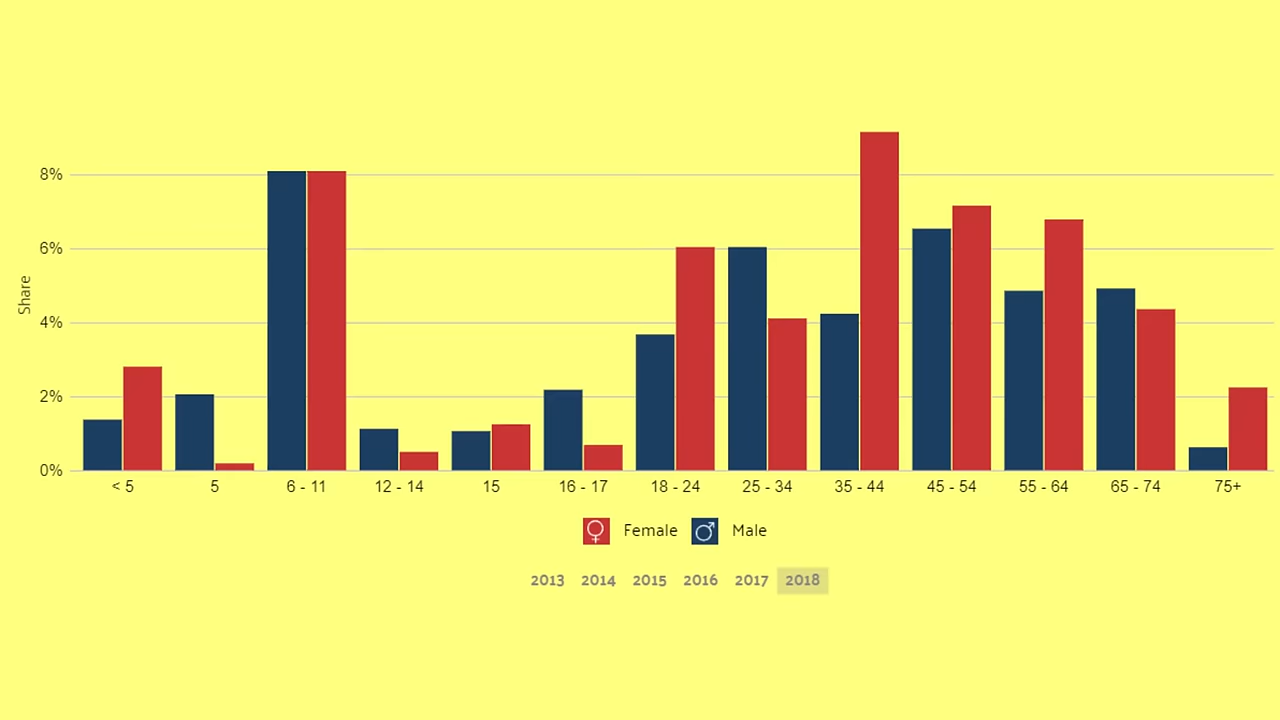 8%
6%
4%
2%
0%
Share
< 5 5 6 - 11 12 - 14 15 16 - 17 18 - 24 25 - 34 35 - 44 45 - 54 55 - 64 65 - 74 75+
Female Male
2013 2014 2015 2016 2017 2018